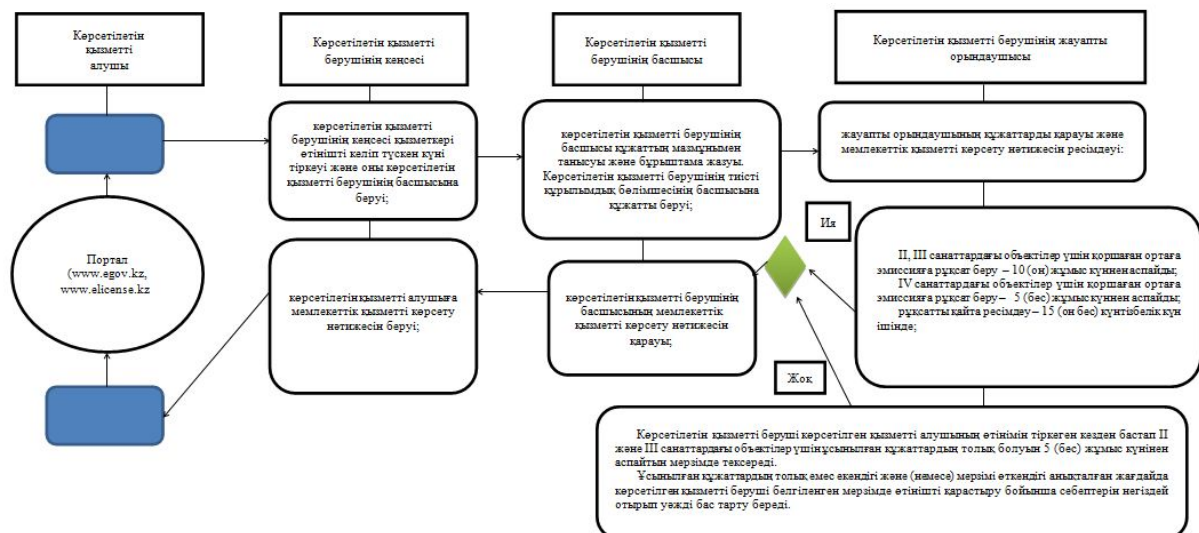 Көрсетілетін
қызметті
алушы
Көрсетілетін қызметті
берушінің кеңсесі
Көрсетілетін қызметті
берушінің басшысы
Көрсетілетін қызметті берушінің жауапты
орындаушысы
көрсетілетін қызметті
берушінің кеңсесі қызметкері
өтінішті келіп түскен күні
тіркеуі және оны көрсетілетін
қызметті берушінің басшысына
беруі;
көрсетілетін қызметті берушінің
басшысы құжаттың мазмұнымен
танысуы және бұрыштама жазуы.
Көрсетілетін қызметті берушінің тиісті
құрылымдық бөлімшесінің басшысына
құжатты беруі;
жауапты орындаушының құжаттарды қарауы және
мемлекеттік қызметті көрсету нәтижесін ресімдеуі:
Портал
(www.egov.kz,
www.elicense.kz
көрсетілетін қызметті алушыға
мемлекеттік қызметті көрсету
нәтижесін беруі;
көрсетілетін қызметті берушінің
басшысының мемлекеттік
қызметті көрсету нәтижесін
қарауы;
Ия
II, III санаттардағы объектілер үшін қоршаған ортаға
эмиссияға рұқсат беру – 10 (он) жұмыс күннен аспайды;
IV санаттардағы объектілер үшін қоршаған ортаға
эмиссияға рұқсат беру – 5 (бес) жұмыс күннен аспайды;
рұқсатты қайта ресімдеу – 15 (он бес) күнтізбелік күн
ішінде;
Жоқ
Көрсетілетін қызметті беруші көрсетілген қызметті алушының өтінімін тіркеген кезден бастап II
және III санаттардағы объектілер үшін ұсынылған құжаттардың толық болуын 5 (бес) жұмыс күнінен
аспайтын мерзімде тексереді.
Ұсынылған құжаттардың толық емес екендігі және (немесе) мерзімі өткендігі анықталған жағдайда
көрсетілген қызметті беруші белгіленген мерзімде өтінішті қарастыру бойынша себептерін негіздей
отырып уәжді бас тарту береді.